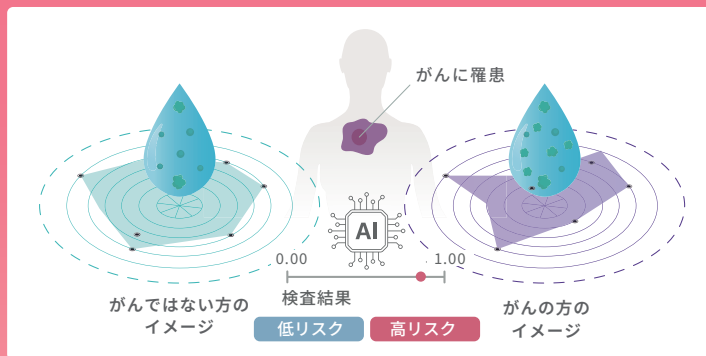 がんに罹患
AI
0.00
1.00
検査結果
がんではない方の
イメージ
低リスク
高リスク
がんの方の
イメージ